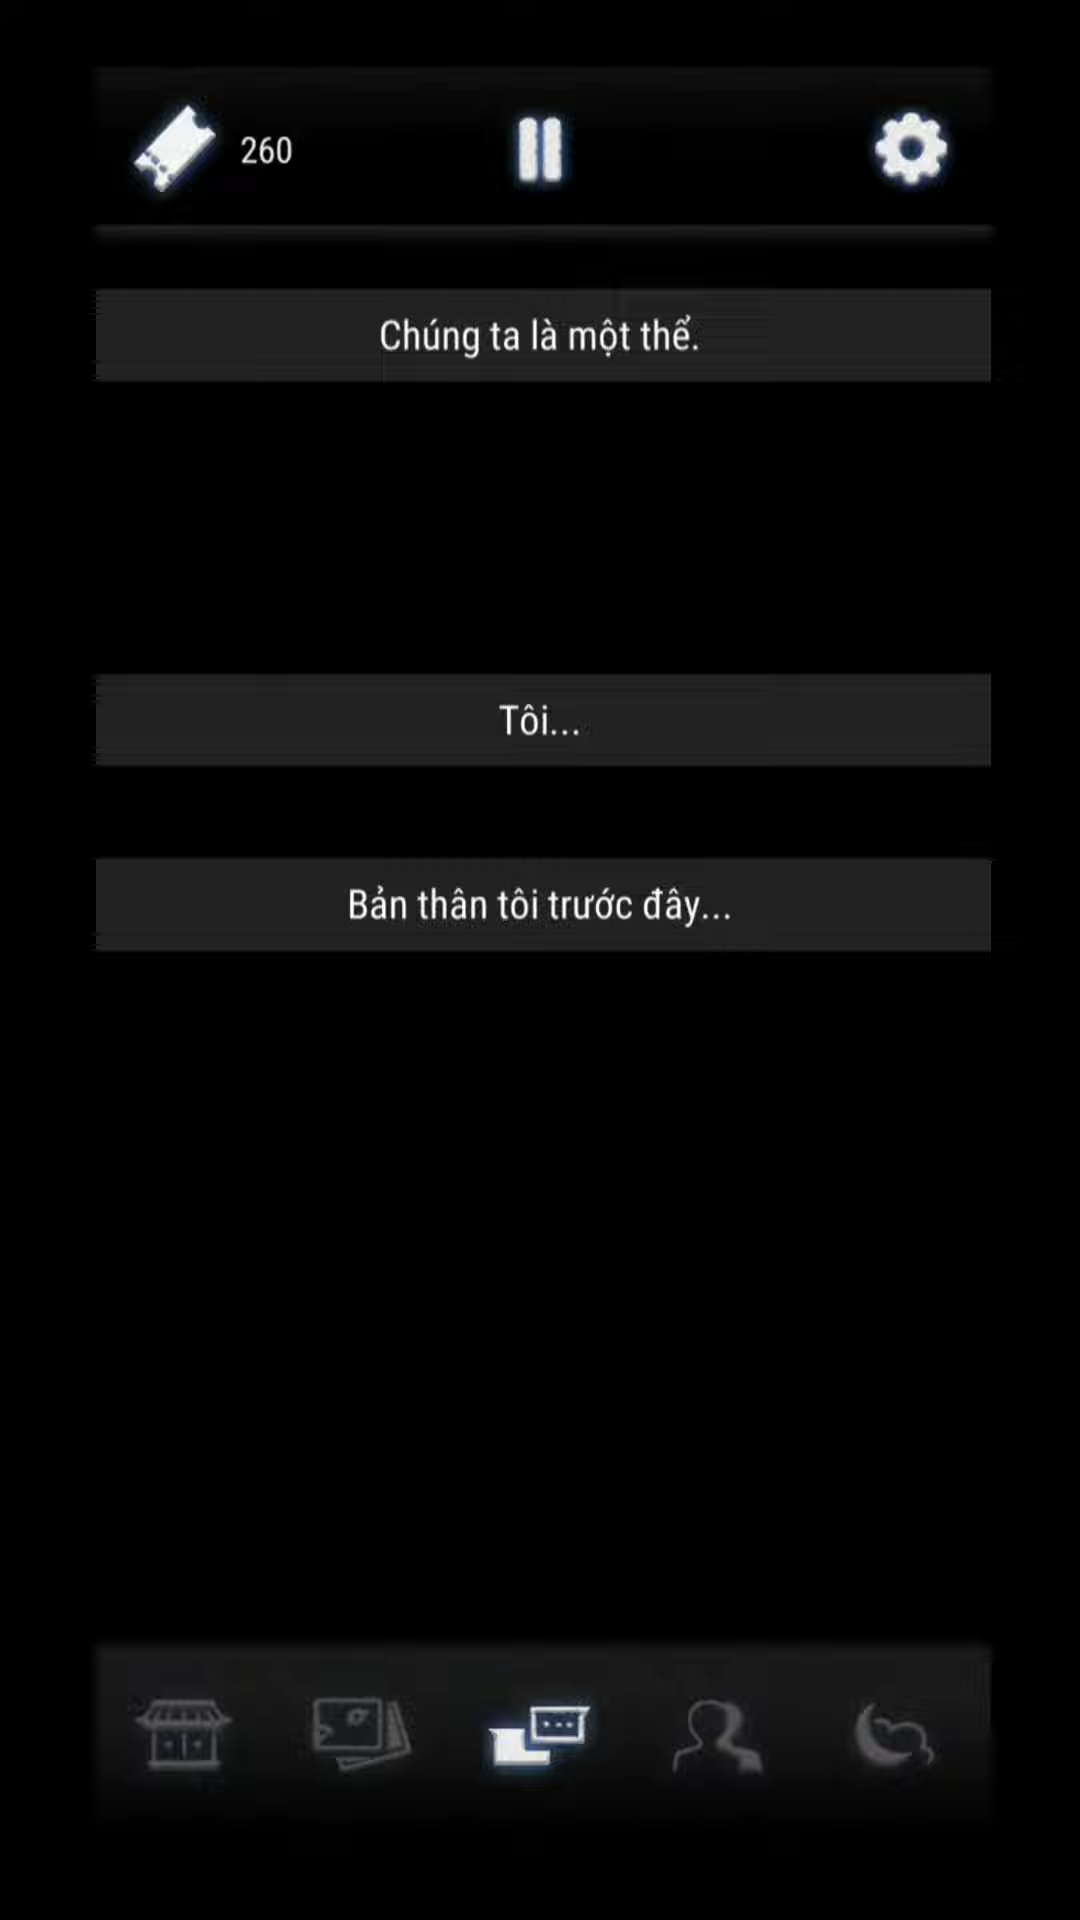 260
Chúng ta là một thể.
Tôi...
Bản thân tôi trước đây...